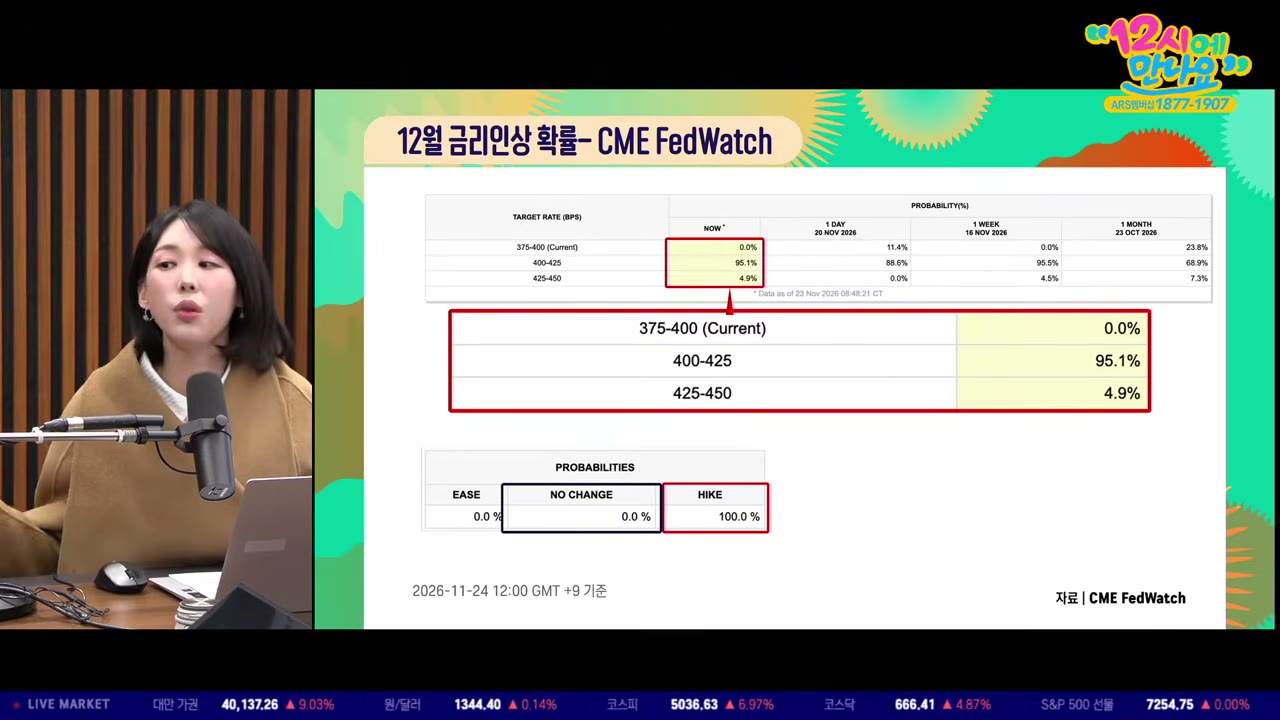 “12시에
만나요”
ARS멤버십 1877-1907
12월 금리인상 확률- CME FedWatch
TARGET RATE (BPS) PROBABILITY(%)
NOW * 1 DAY 20 NOV 2026 1 WEEK 16 NOV 2026 1 MONTH 23 OCT 2026
375-400 (Current) 0.0% 11.4% 0.0% 23.8%
400-425 95.1% 88.6% 95.5% 68.9%
425-450 4.9% 0.0% 4.5% 7.3%
* Data as of 23 Nov 2026 08:48:21 CT
375-400 (Current) 0.0%
400-425 95.1%
425-450 4.9%
PROBABILITIES
EASE NO CHANGE HIKE
0.0 % 0.0 % 100.0 %
2026-11-24 12:00 GMT +9 기준
자료 | CME FedWatch
LIVE MARKET 대만 가권 40,137.26 ▲ 9.03% 원/달러 1344.40 ▲ 0.14% 코스피 5036.63 ▲ 6.97% 코스닥 666.41 ▲ 4.87% S&P 500 선물 7254.75 ▲ 0.00%